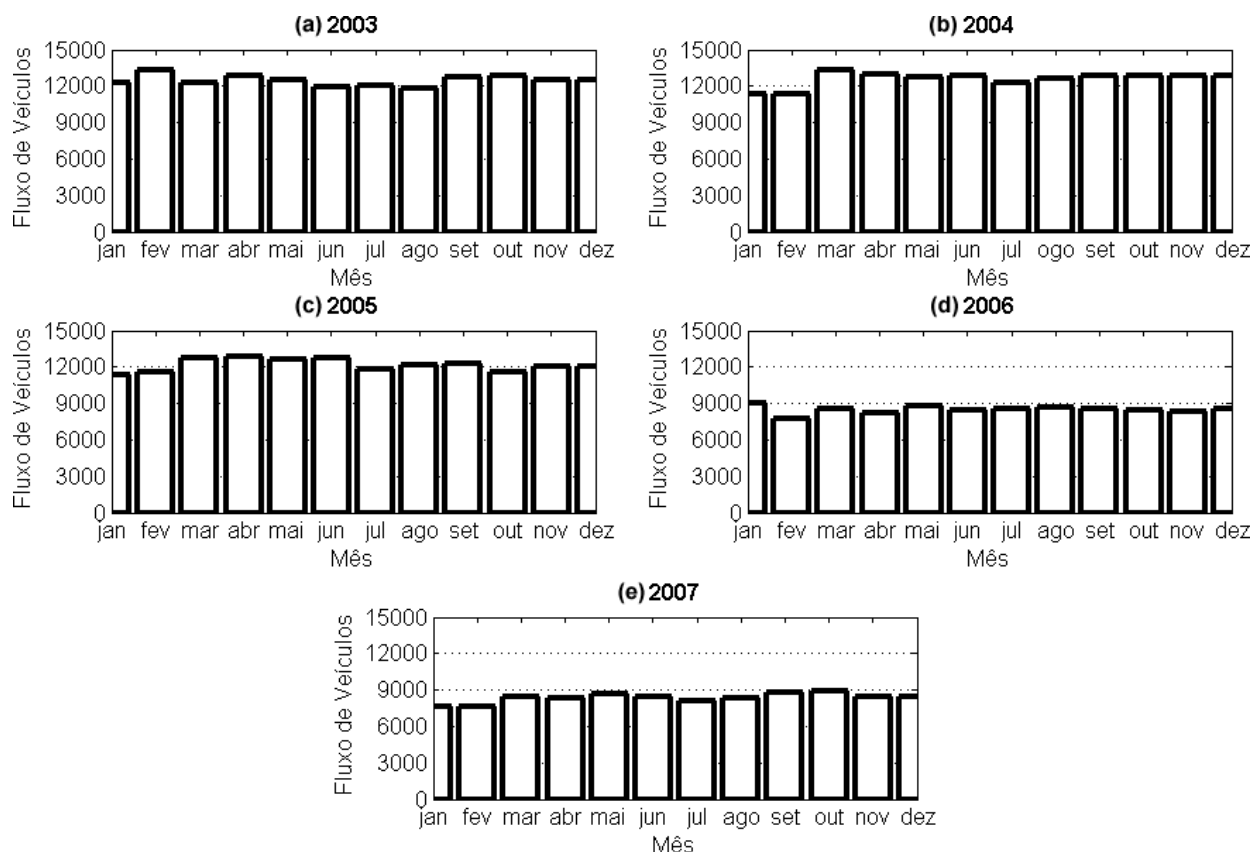 (a) 2003
Fluxo de Veículos
15000
12000
9000
6000
3000
0
jan fev mar abr mai jun jul ago set out nov dez
Mês
(b) 2004
Fluxo de Veículos
15000
12000
9000
6000
3000
0
jan fev mar abr mai jun jul ogo set out nov dez
Mês
(c) 2005
Fluxo de Veículos
15000
12000
9000
6000
3000
0
jan fev mar abr mai jun jul ago set out nov dez
Mês
(d) 2006
Fluxo de Veículos
15000
12000
9000
6000
3000
0
jan fev mar abr mai jun jul ago set out nov dez
Mês
(e) 2007
Fluxo de Veículos
15000
12000
9000
6000
3000
0
jan fev mar abr mai jun jul ago set out nov dez
Mês